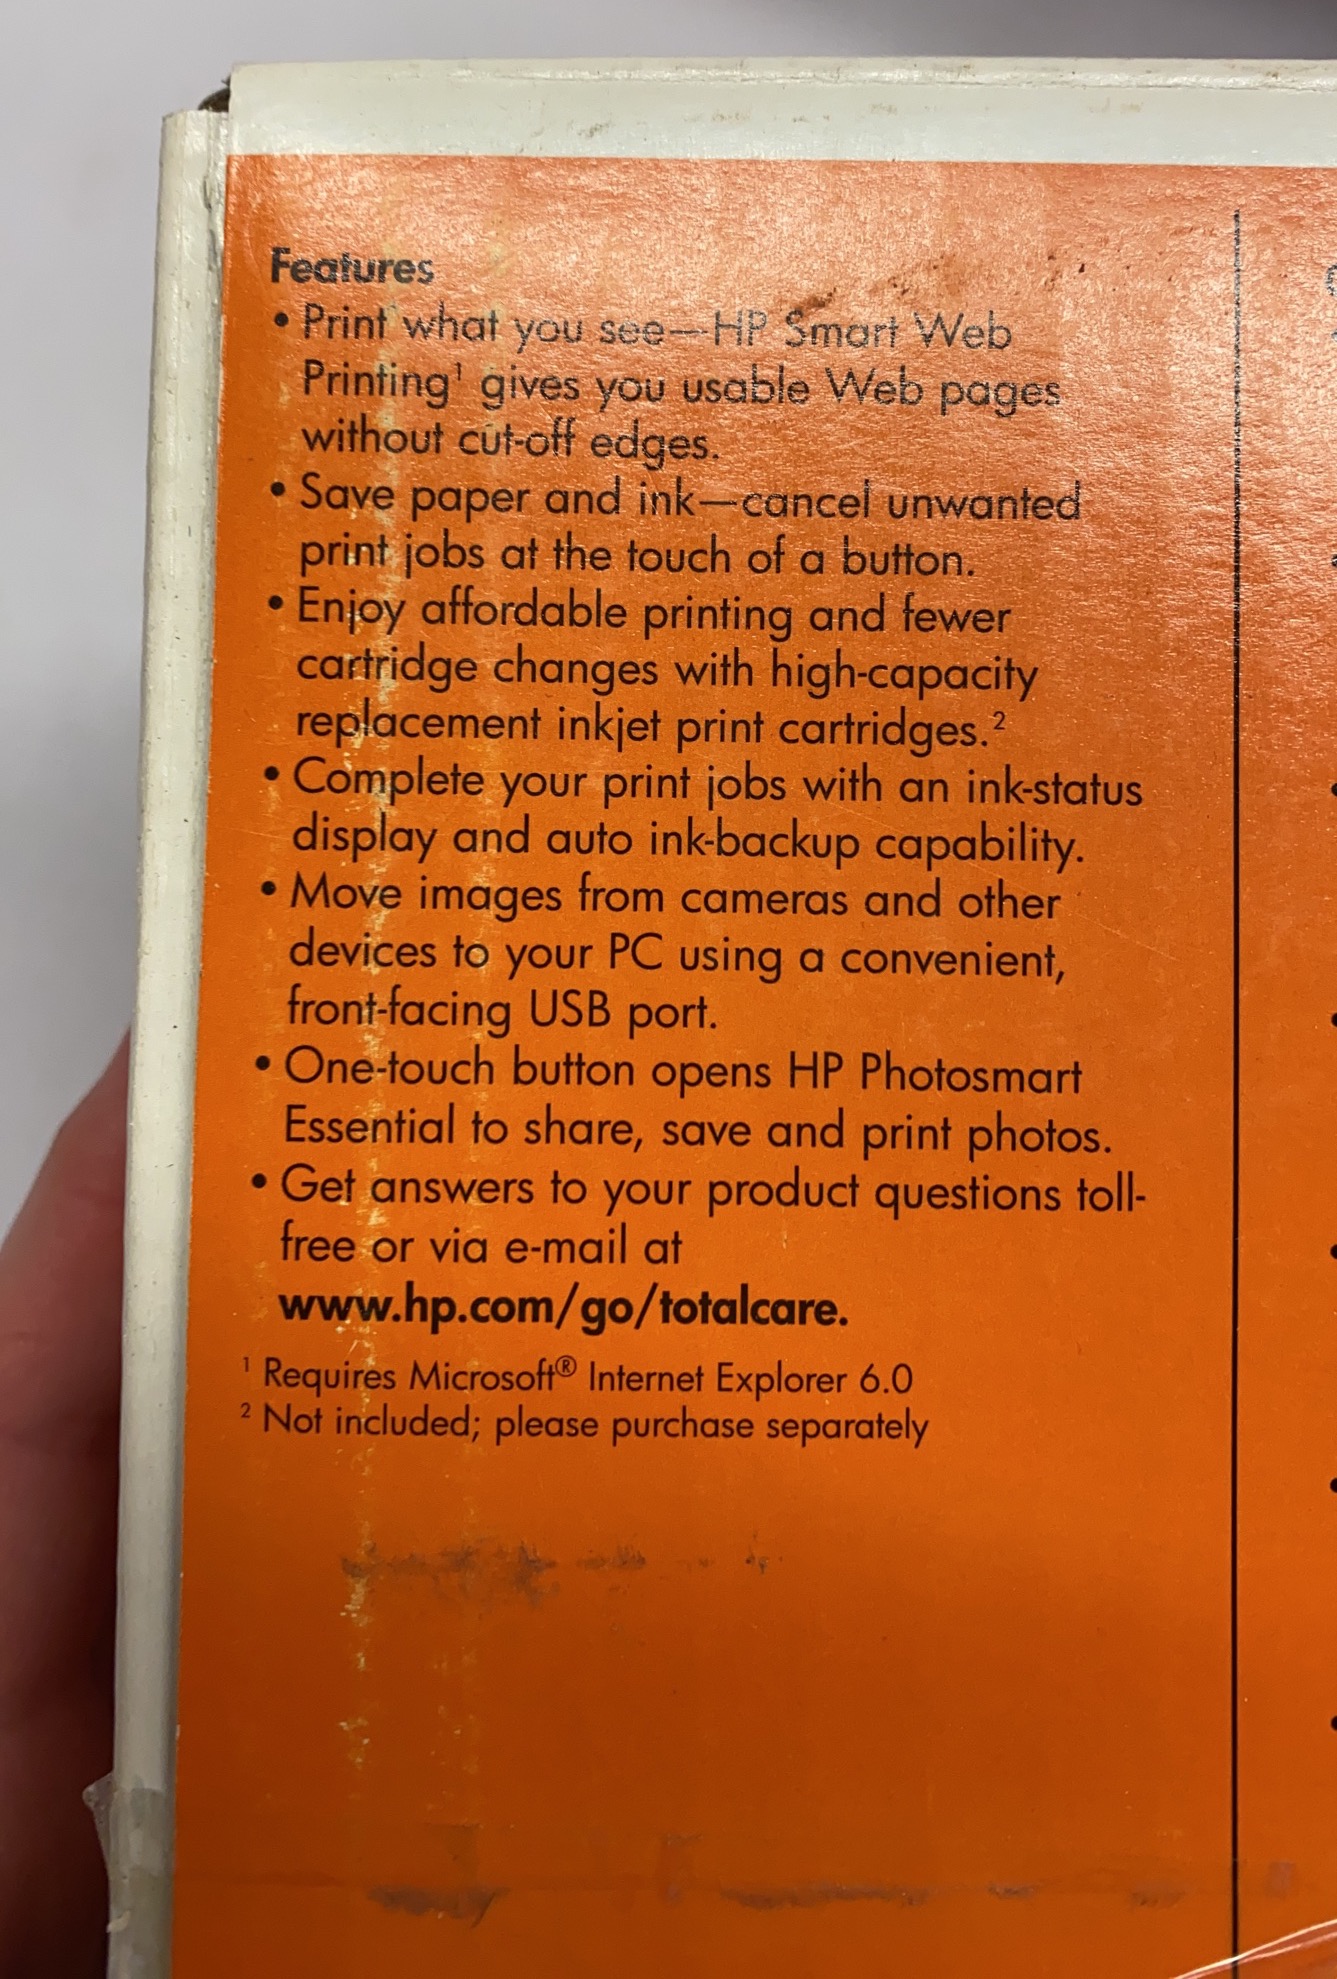 Features
• Print what you see—HP Smart Web
Printing¹ gives you usable Web pages
without cut-off edges.
• Save paper and ink—cancel unwanted
print jobs at the touch of a button.
• Enjoy affordable printing and fewer
cartridge changes with high-capacity
replacement inkjet print cartridges.²
• Complete your print jobs with an ink-status
display and auto ink-backup capability.
• Move images from cameras and other
devices to your PC using a convenient,
front-facing USB port.
• One-touch button opens HP Photosmart
Essential to share, save and print photos.
• Get answers to your product questions toll-
free or via e-mail at
www.hp.com/go/totalcare.
¹ Requires Microsoft® Internet Explorer 6.0
² Not included; please purchase separately